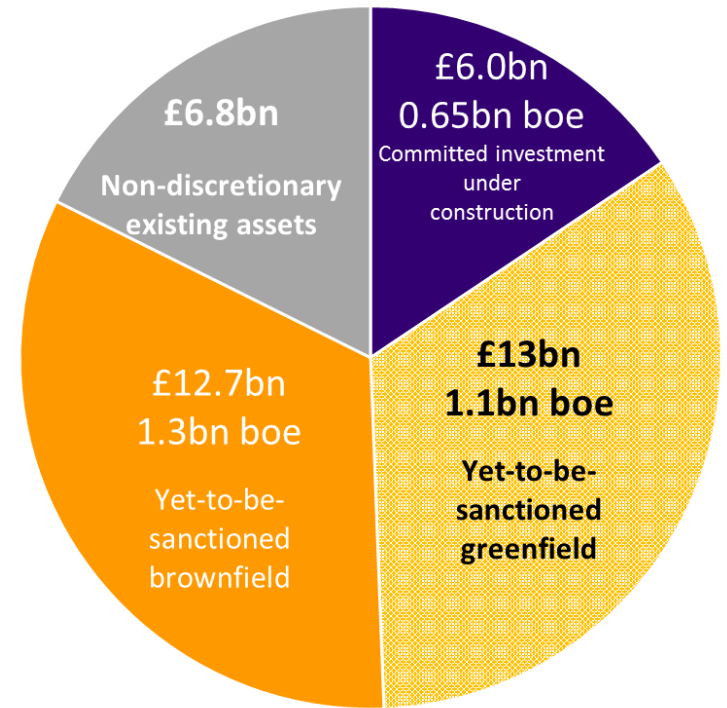 £6.0bn
0.65bn boe
Committed investment
under
construction
£13bn
1.1bn boe
Yet-to-be-
sanctioned
greenfield
£12.7bn
1.3bn boe
Yet-to-be-
sanctioned
brownfield
£6.8bn
Non-discretionary
existing assets